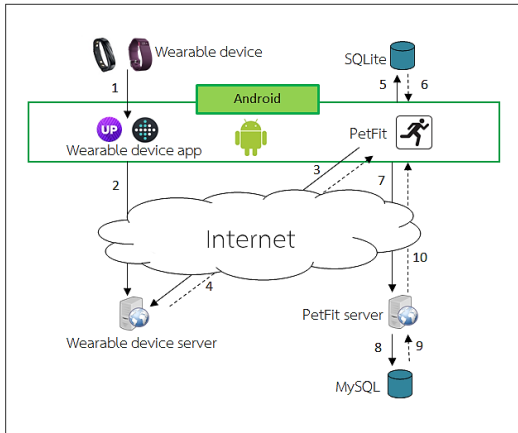 Wearable device
SQLite
1
5
6
Android
UP
PetFit
Wearable device app
2
3
7
Internet
10
4
PetFit server
Wearable device server
8
9
MySQL